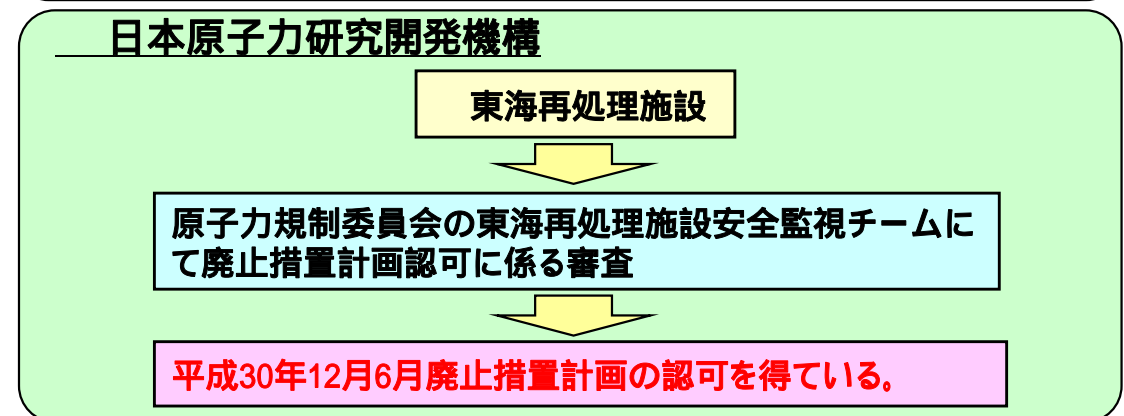 日本原子力研究開発機構
東海再処理施設
原子力規制委員会の東海再処理施設安全監視チームに
て廃止措置計画認可に係る審査
平成30年12月6月廃止措置計画の認可を得ている。